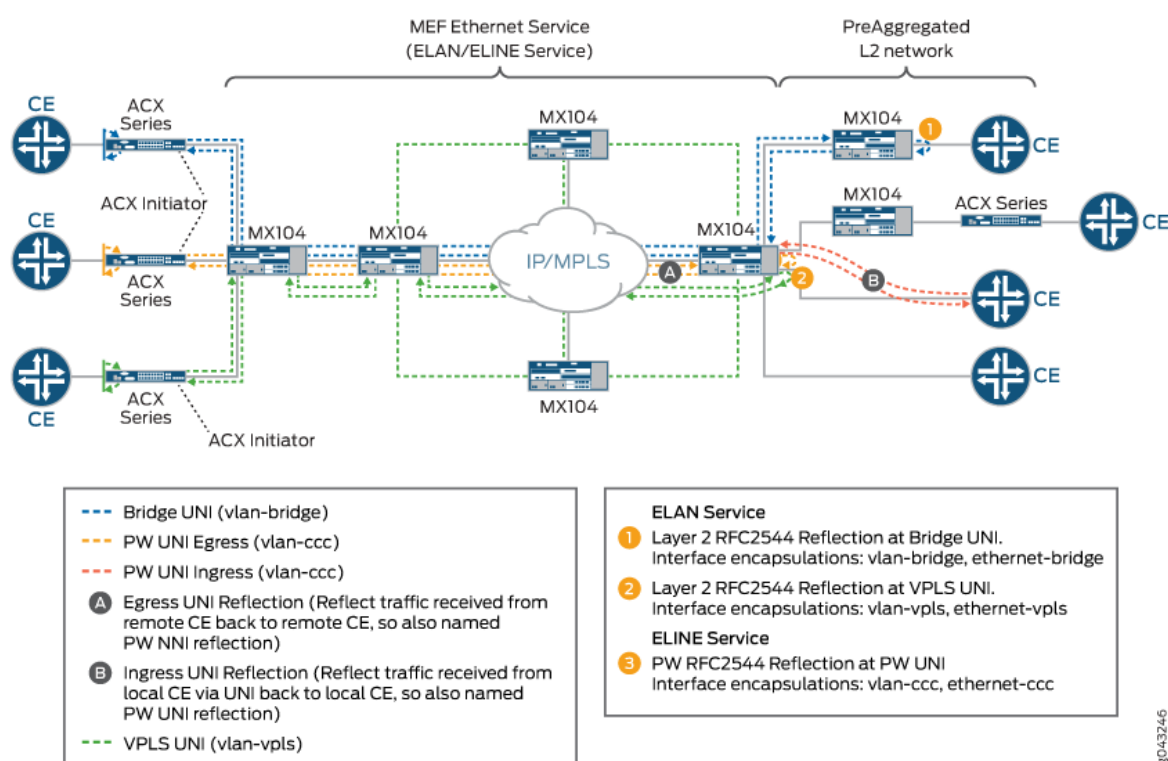 MEF Ethernet Service
(ELAN/ELINE Service)
PreAggregated
L2 network
CE
ACX
Series
MX104
MX104
1
CE
ACX Initiator
MX104
ACX Series
CE
CE
ACX
Series
MX104
MX104
IP/MPLS
MX104
A
2
B
CE
CE
ACX
Series
MX104
CE
ACX Initiator
Bridge UNI (vlan-bridge)
PW UNI Egress (vlan-ccc)
PW UNI Ingress (vlan-ccc)
A Egress UNI Reflection (Reflect traffic received from
remote CE back to remote CE, so also named
PW NNI reflection)
B Ingress UNI Reflection (Reflect traffic received from
local CE via UNI back to local CE, so also named
PW UNI reflection)
VPLS UNI (vlan-vpls)
ELAN Service
1 Layer 2 RFC2544 Reflection at Bridge UNI.
Interface encapsulations: vlan-bridge, ethernet-bridge
2 Layer 2 RFC2544 Reflection at VPLS UNI.
Interface encapsulations: vlan-vpls, ethernet-vpls
ELINE Service
3 PW RFC2544 Reflection at PW UNI
Interface encapsulations: vlan-ccc, ethernet-ccc
g043246